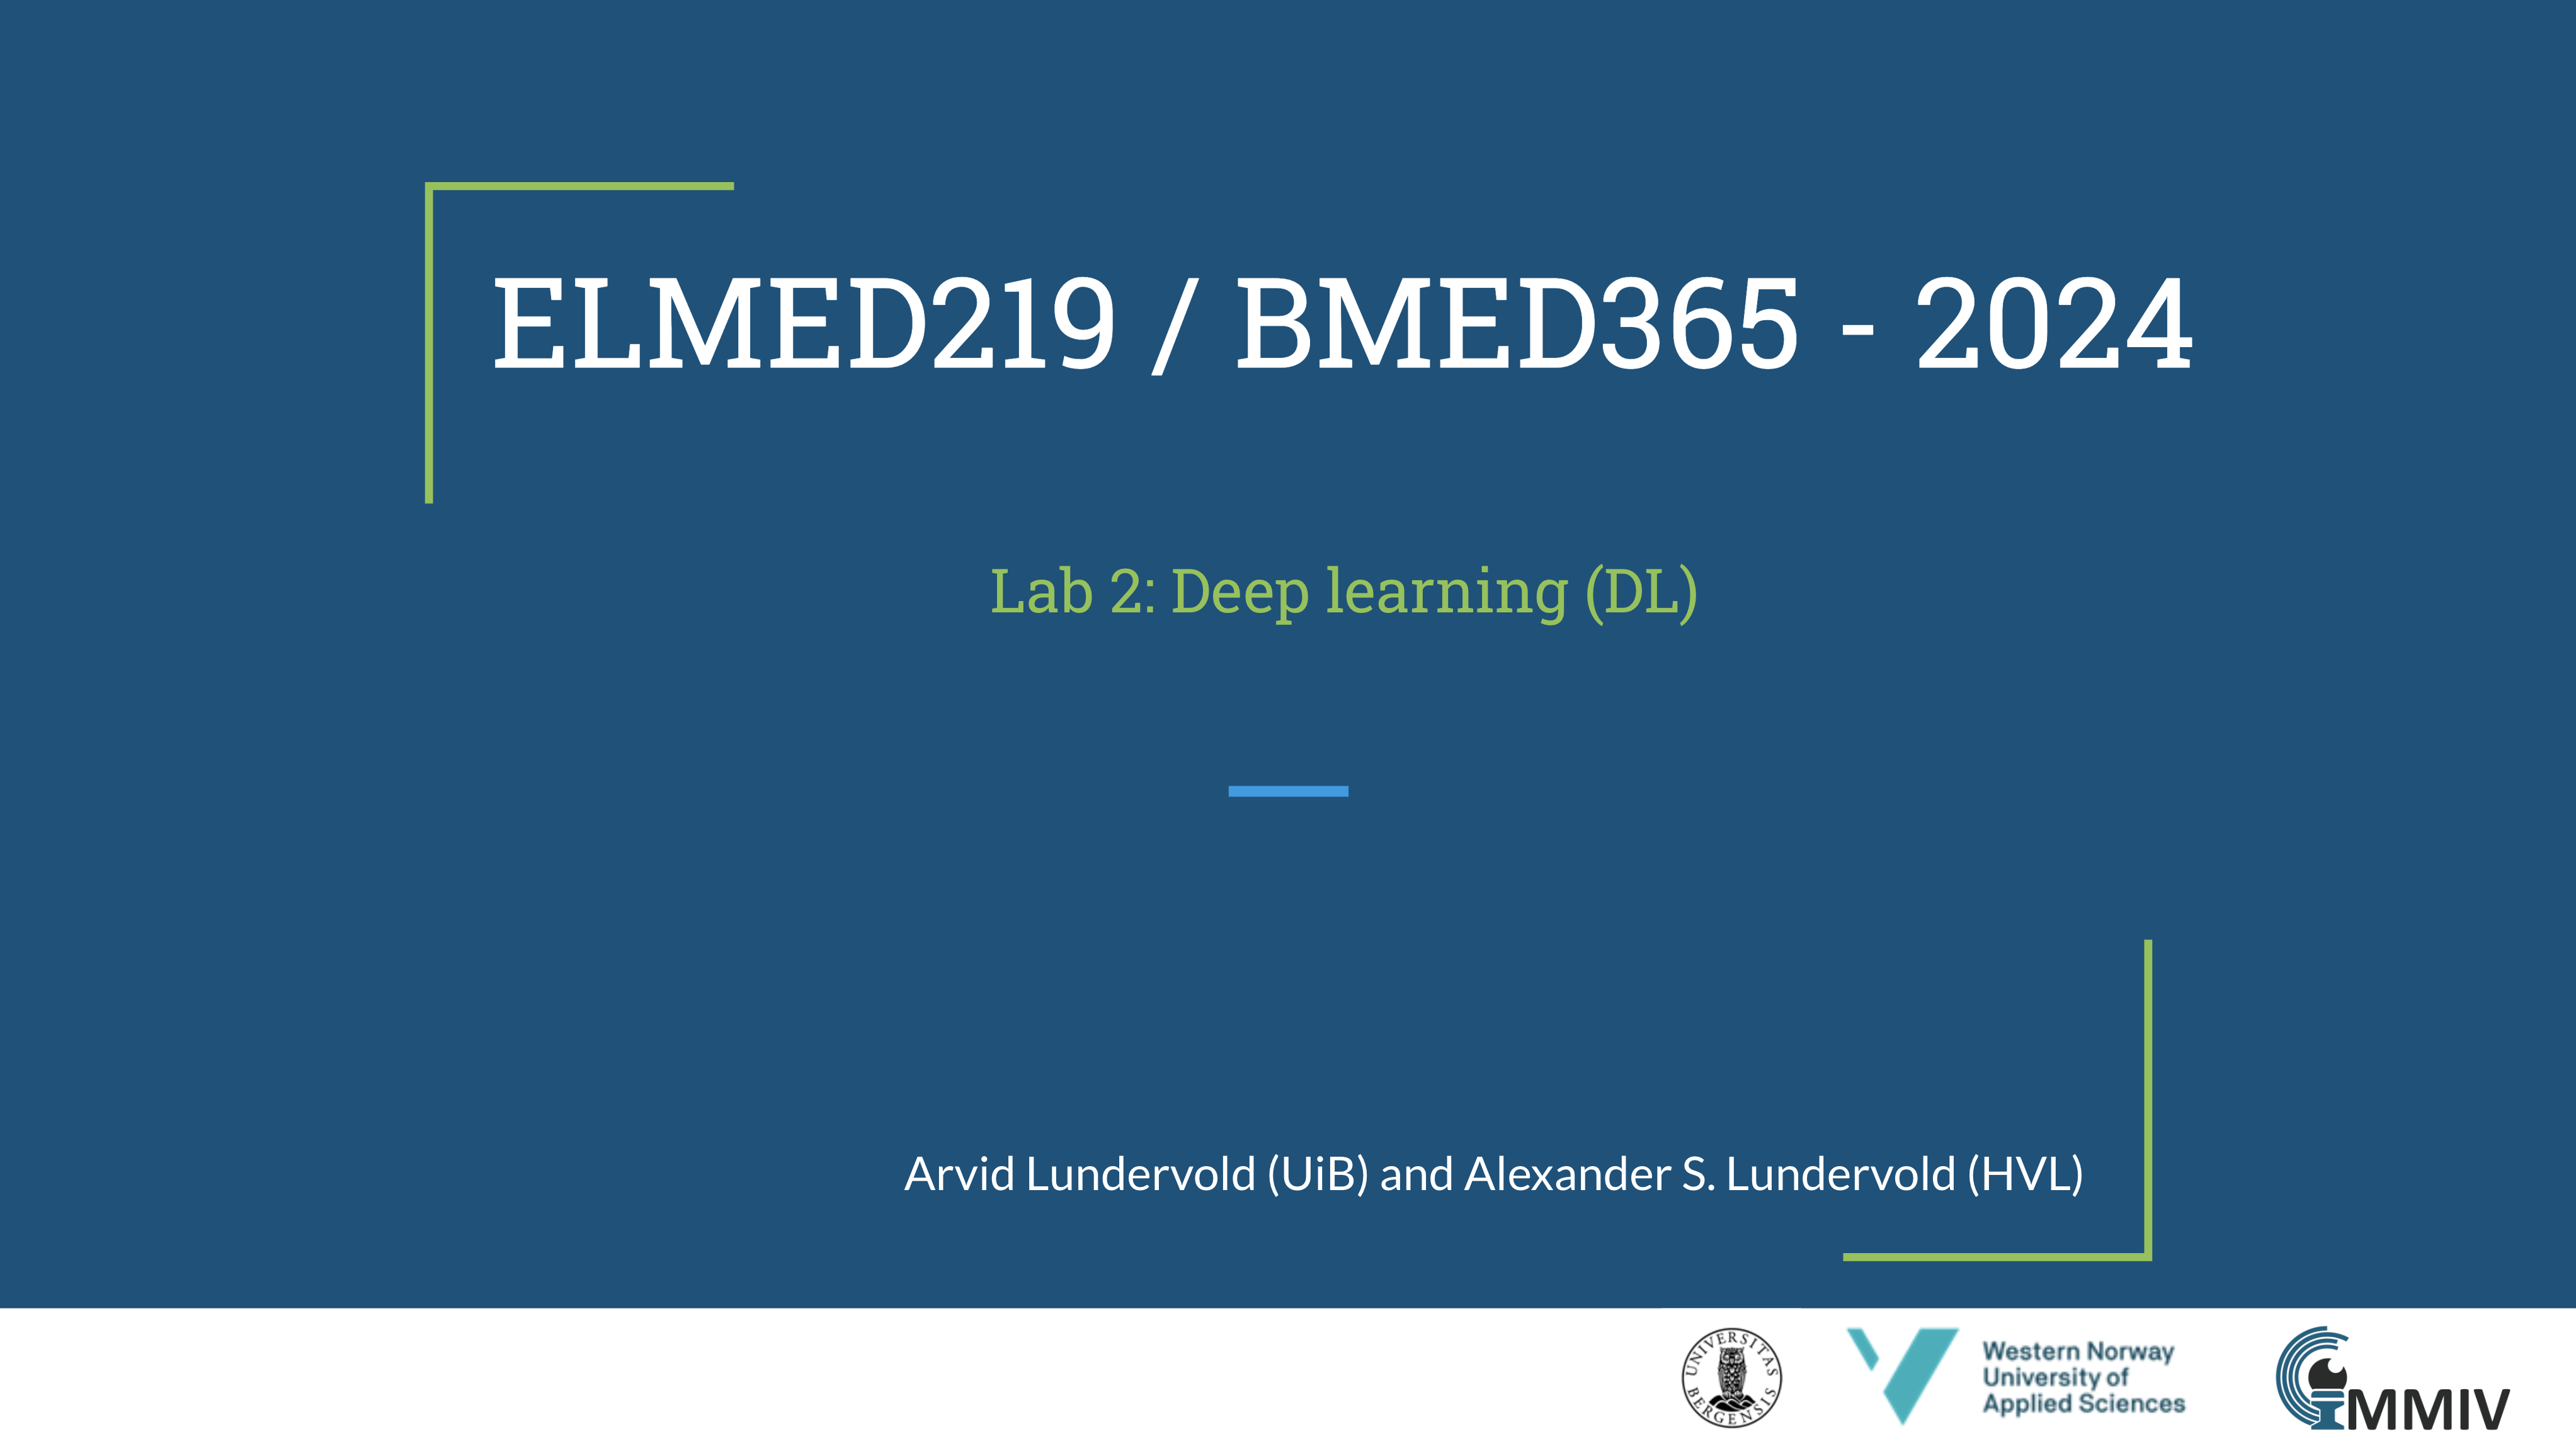 ELMED219 / BMED365 - 2024
Lab 2: Deep learning (DL)
Arvid Lundervold (UiB) and Alexander S. Lundervold (HVL)
UNIVERSITAS BERGENSIS
Western Norway
University of
Applied Sciences
MMIV